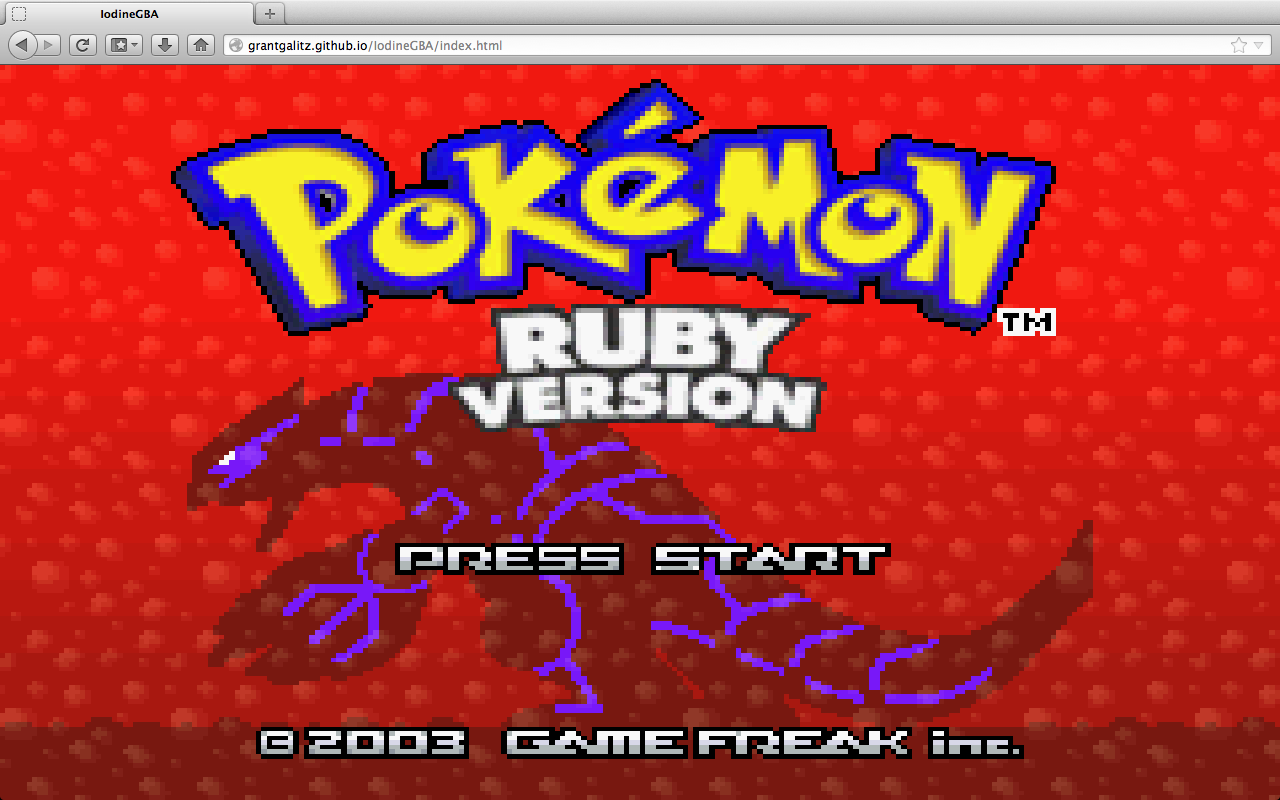 IodineGBA
grantgalitz.github.io/IodineGBA/index.html
POKéMON
TM
RUBY
VERSION
PRESS START
© 2003 GAME FREAK inc.